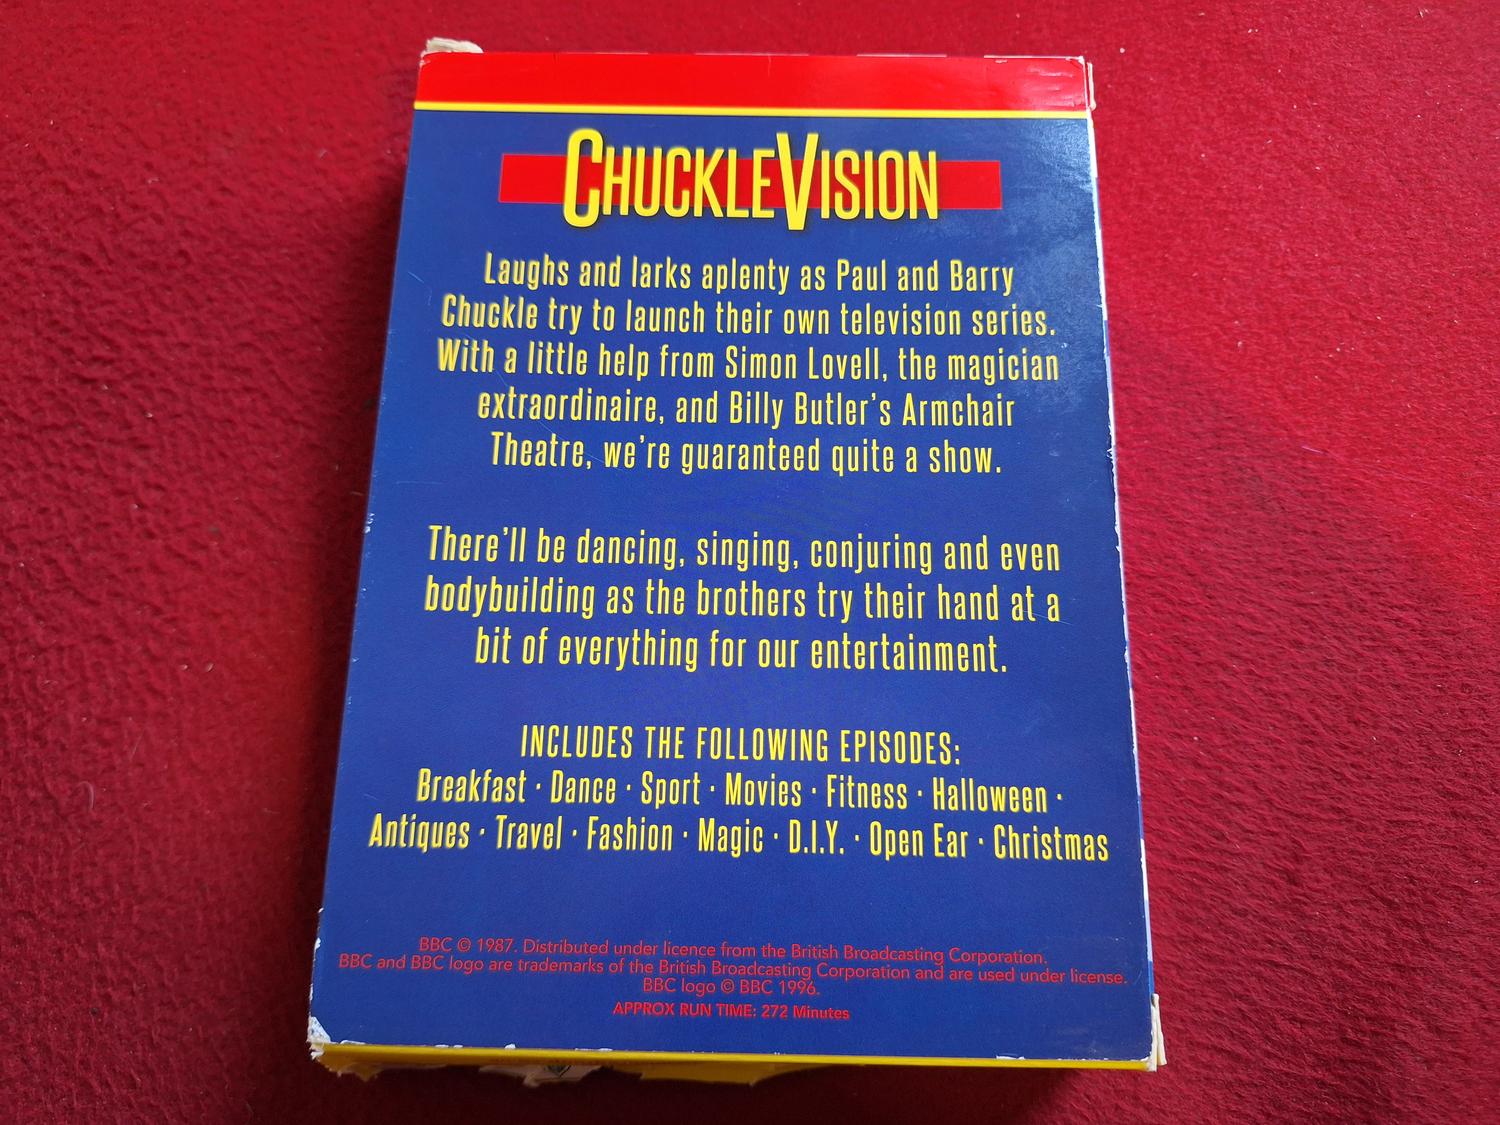 CHUCKLEVISION
Laughs and larks aplenty as Paul and Barry
Chuckle try to launch their own television series.
With a little help from Simon Lovell, the magician
extraordinaire, and Billy Butler's Armchair
Theatre, we're guaranteed quite a show.
There'll be dancing, singing, conjuring and even
bodybuilding as the brothers try their hand at a
bit of everything for our entertainment.
INCLUDES THE FOLLOWING EPISODES:
Breakfast · Dance · Sport · Movies · Fitness · Halloween ·
Antiques · Travel · Fashion · Magic · D.I.Y. · Open Ear · Christmas
BBC © 1987. Distributed under licence from the British Broadcasting Corporation.
BBC and BBC logo are trademarks of the British Broadcasting Corporation and are used under license.
BBC logo © BBC 1996.
APPROX RUN TIME: 272 Minutes